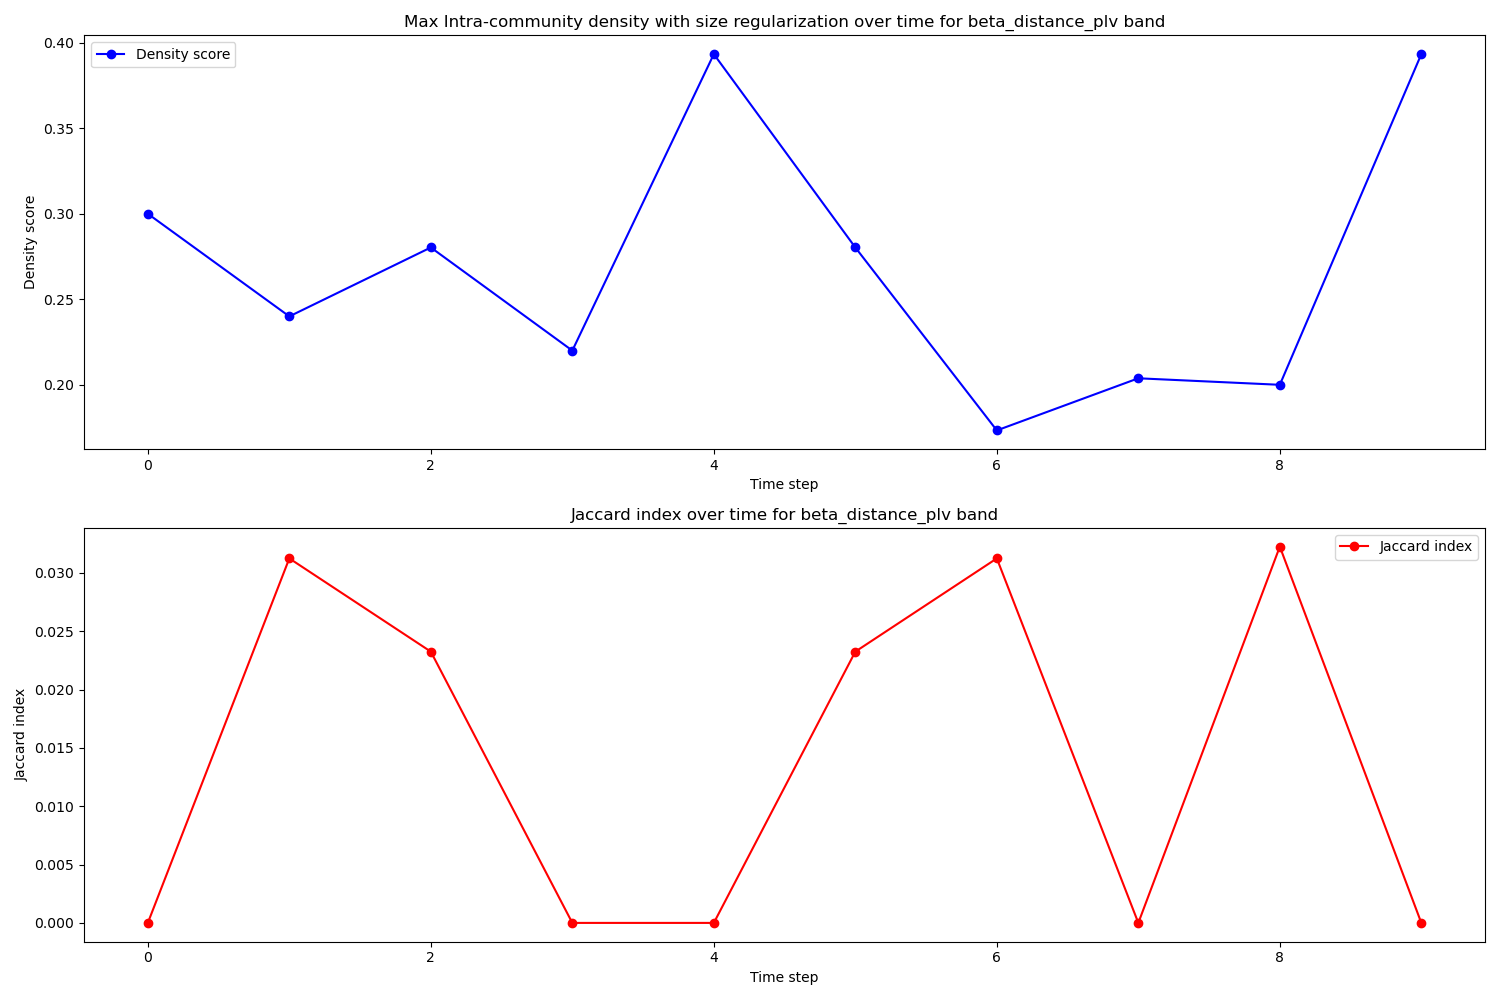 Max Intra-community density with size regularization over time for beta_distance_plv band
Density score
0.40
0.35
0.30
0.25
0.20
Density score
0 2 4 6 8
Time step
Jaccard index over time for beta_distance_plv band
Jaccard index
0.030
0.025
0.020
0.015
0.010
0.005
0.000
Jaccard index
0 2 4 6 8
Time step